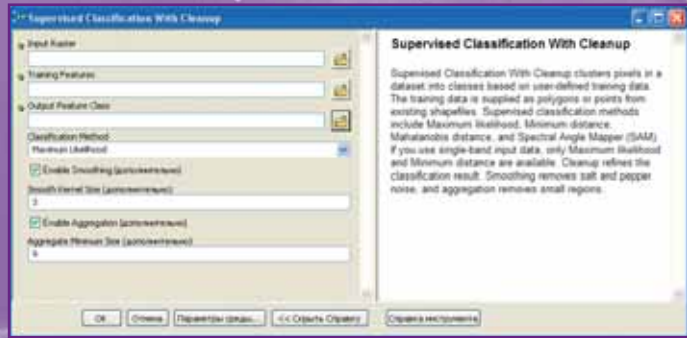 Supervised Classification With Cleanup
Input Raster
Training Features
Output Feature Class
Classification Method
Maximum Likelihood
Enable Smoothing (дополнительно)
Smooth Kernel Size (дополнительно)
3
Enable Aggregation (дополнительно)
Aggregate Minimum Size (дополнительно)
9
OK
Отмена
Параметры среды...
<< Скрыть Справку
Справка инструмента
Supervised Classification With Cleanup
Supervised Classification With Cleanup clusters pixels in a
dataset into classes based on user-defined training data.
The training data is supplied as polygons or points from
existing shapefiles. Supervised classification methods
include Maximum likelihood, Minimum distance,
Mahalanobis distance, and Spectral Angle Mapper (SAM).
If you use single-band input data, only Maximum likelihood
and Minimum distance are available. Cleanup refines the
classification result. Smoothing removes salt and pepper
noise, and aggregation removes small regions.